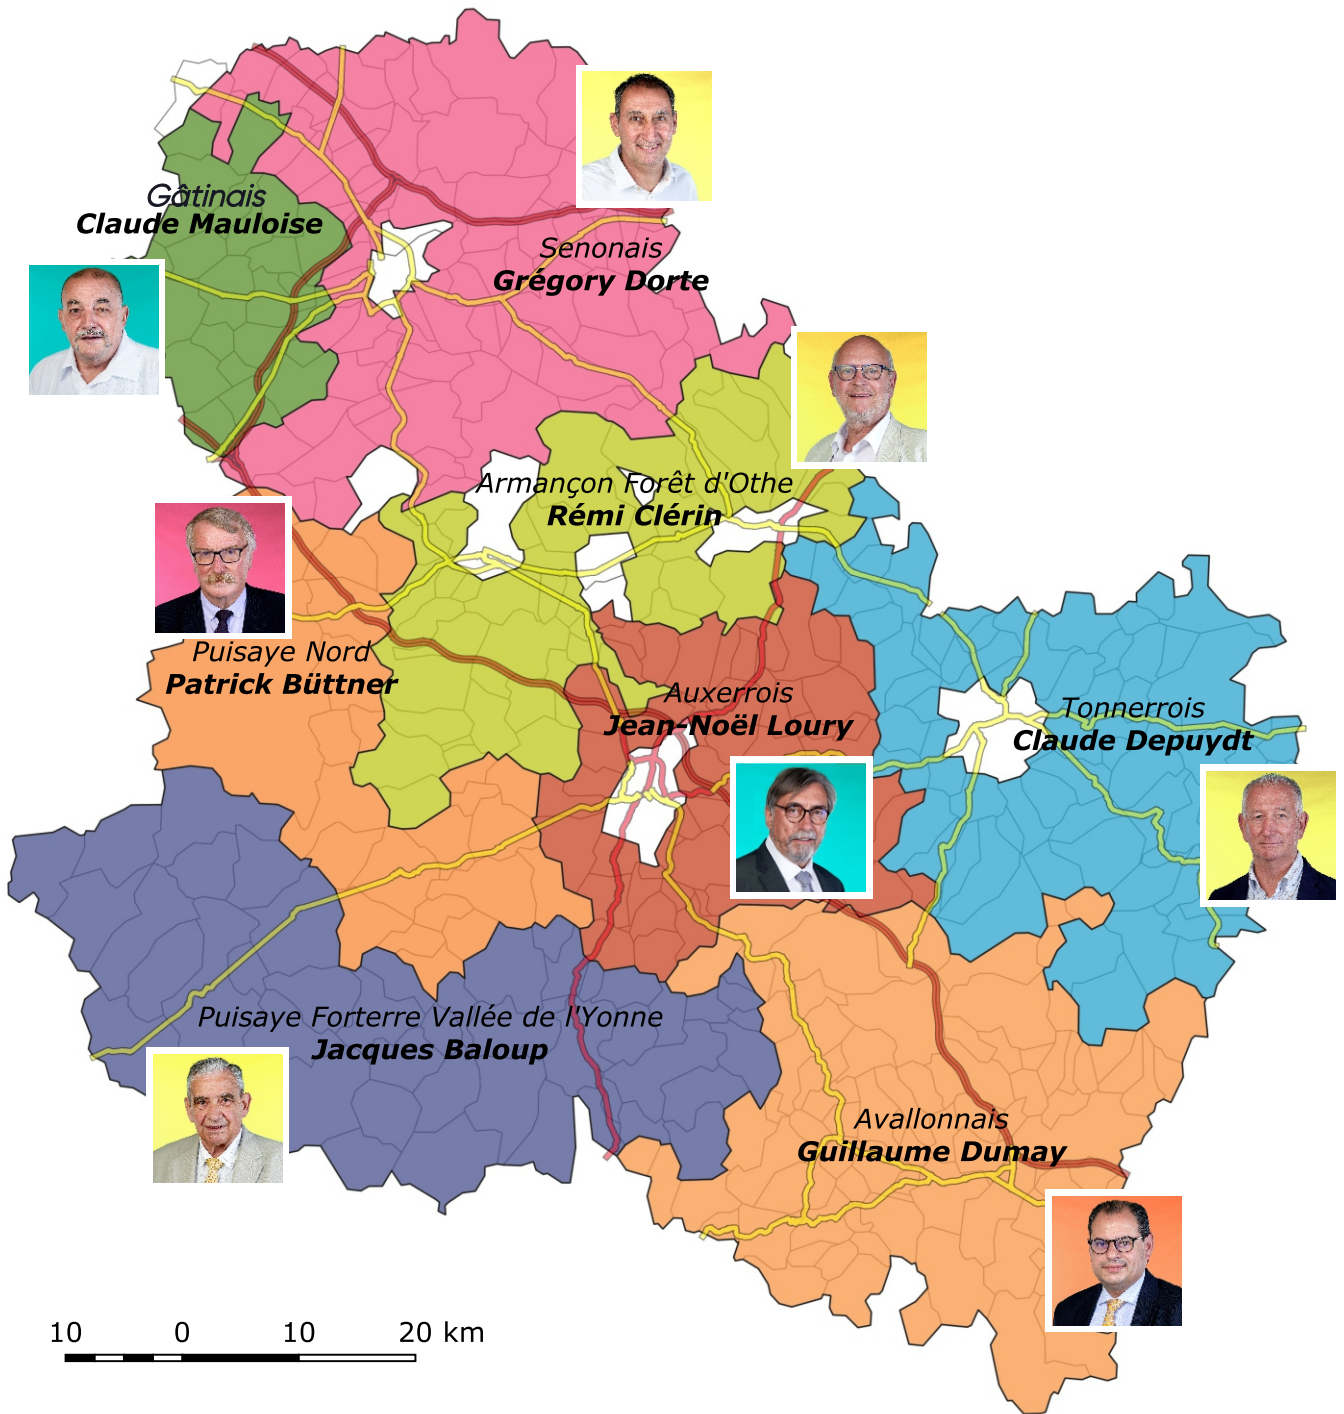 Gâtinais
Claude Mauloise
Senonais
Grégory Dorte
Armançon Forêt d'Othe
Rémi Clérin
Puisaye Nord
Patrick Büttner
Auxerrois
Jean-Noël Loury
Tonnerrois
Claude Depuydt
Puisaye Forterre Vallée de l'Yonne
Jacques Baloup
Avallonnais
Guillaume Dumay
10 0 10 20 km